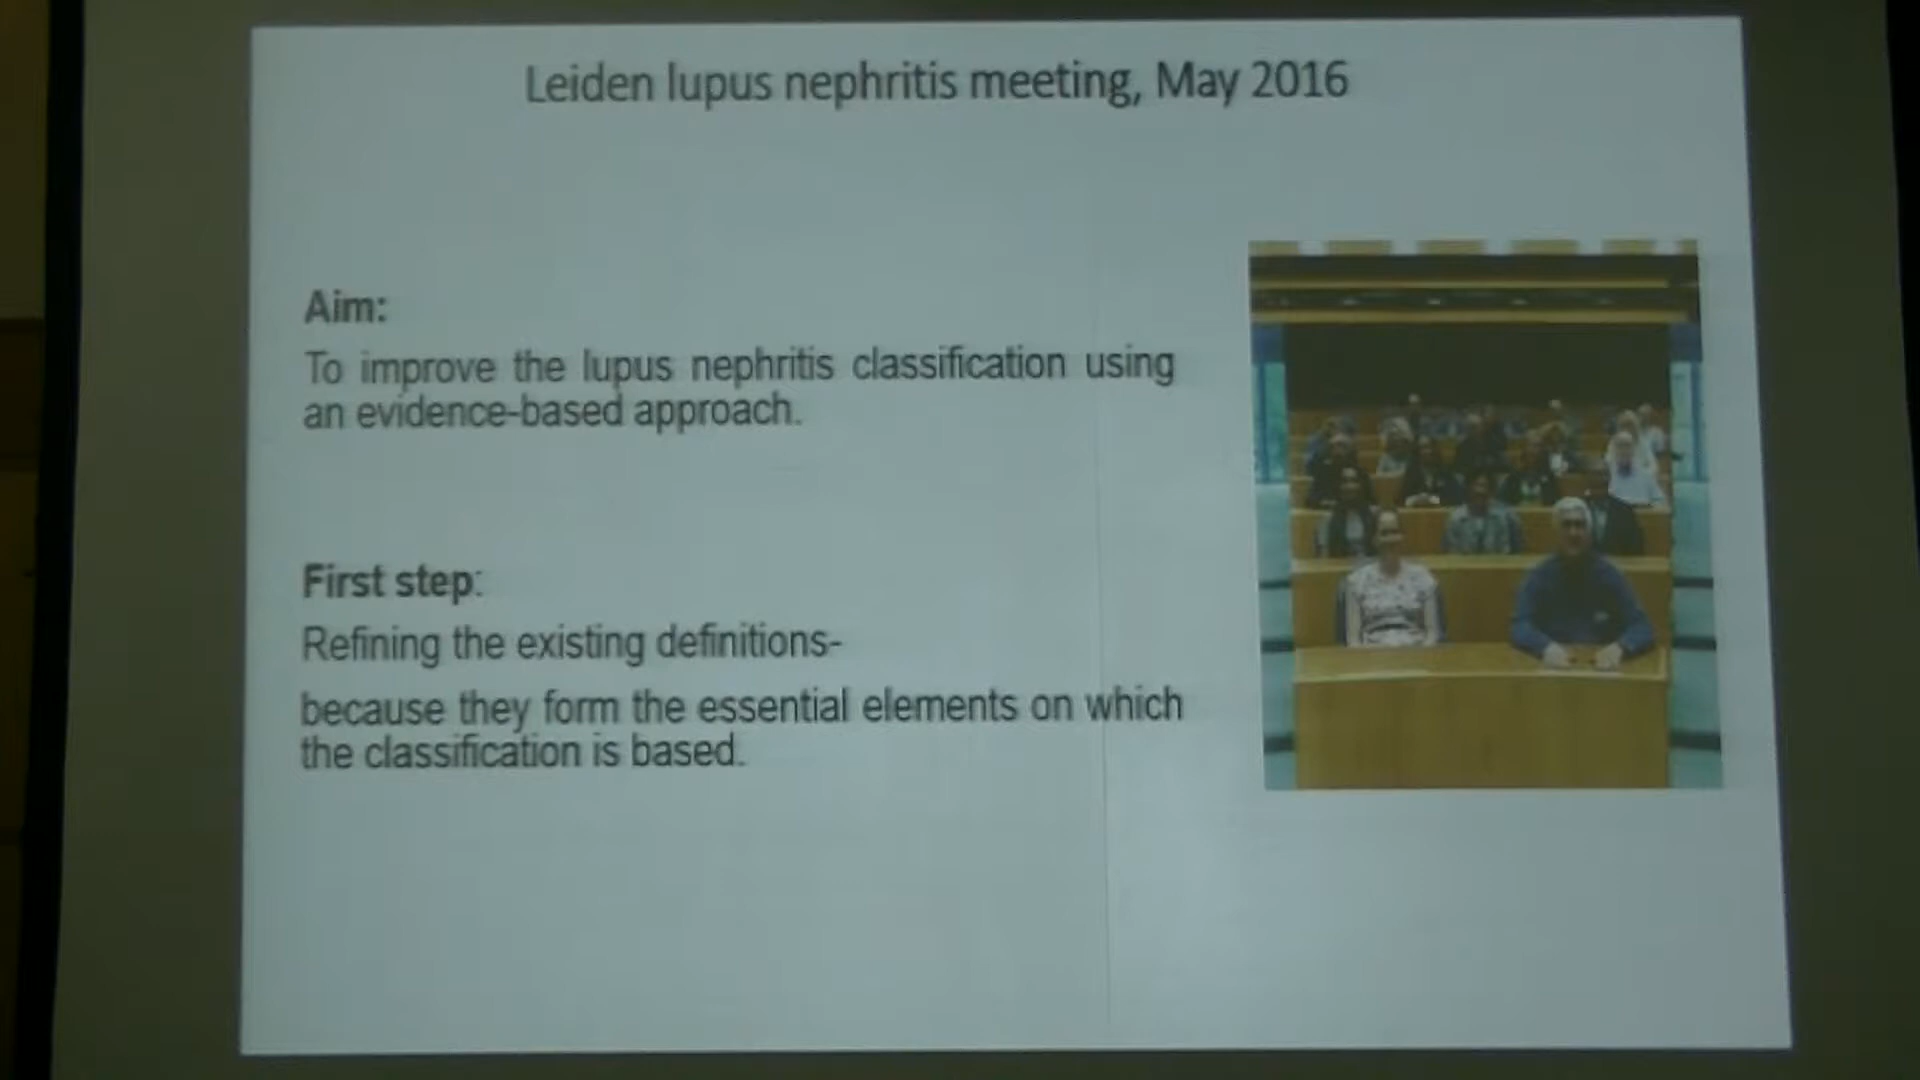 Leiden lupus nephritis meeting, May 2016
Aim:
To improve the lupus nephritis classification using
an evidence-based approach.
First step:
Refining the existing definitions-
because they form the essential elements on which
the classification is based.